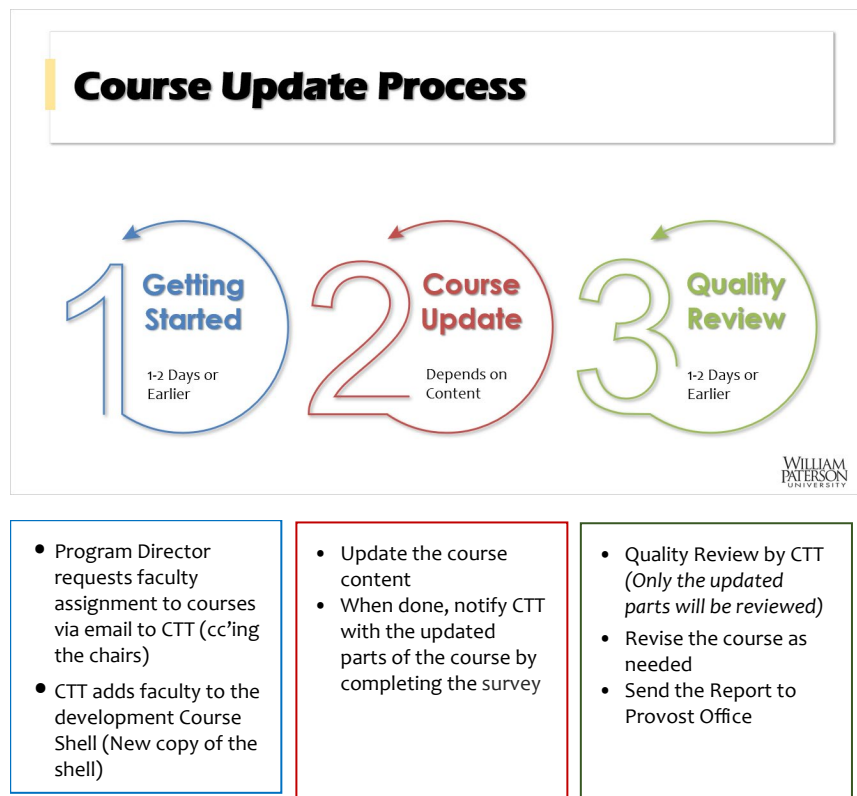 Course Update Process
1
Getting
Started
1-2 Days or
Earlier
2
Course
Update
Depends on
Content
3
Quality
Review
1-2 Days or
Earlier
WILLIAM
PATERSON
UNIVERSITY
• Program Director
requests faculty
assignment to courses
via email to CTT (cc'ing
the chairs)
• CTT adds faculty to the
development Course
Shell (New copy of the
shell)
• Update the course
content
• When done, notify CTT
with the updated
parts of the course by
completing the survey
• Quality Review by CTT
(Only the updated
parts will be reviewed)
• Revise the course as
needed
• Send the Report to
Provost Office